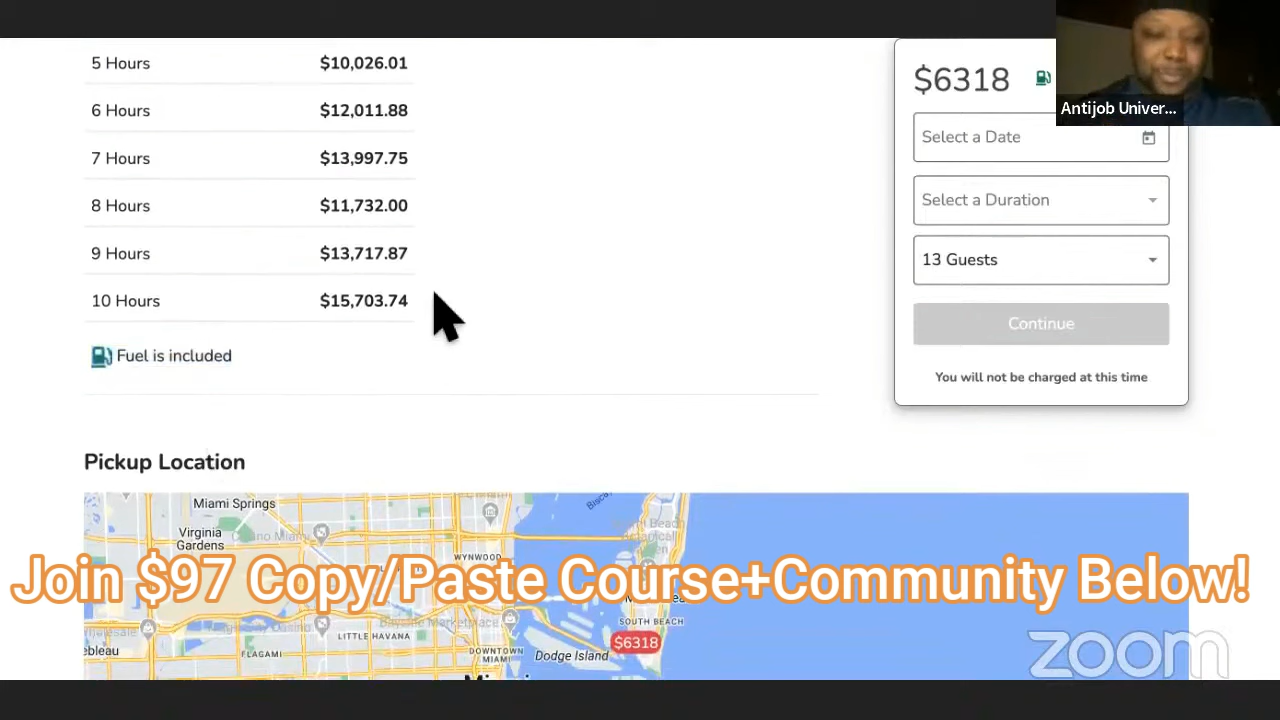 5 Hours $10,026.01
6 Hours $12,011.88
7 Hours $13,997.75
8 Hours $11,732.00
9 Hours $13,717.87
10 Hours $15,703.74
Fuel is included
$6318
Antijob Univer...
Select a Date
Select a Duration
13 Guests
Continue
You will not be charged at this time
Pickup Location
Miami Springs
Virginia
Gardens
WYNWOOD
Join $97 Copy/Paste Course+Community Below!
SOUTH BEACH
LITTLE HAVANA
$6318
FLAGAMI
DOWNTOWN
MIAMI
Dodge Island
zoom